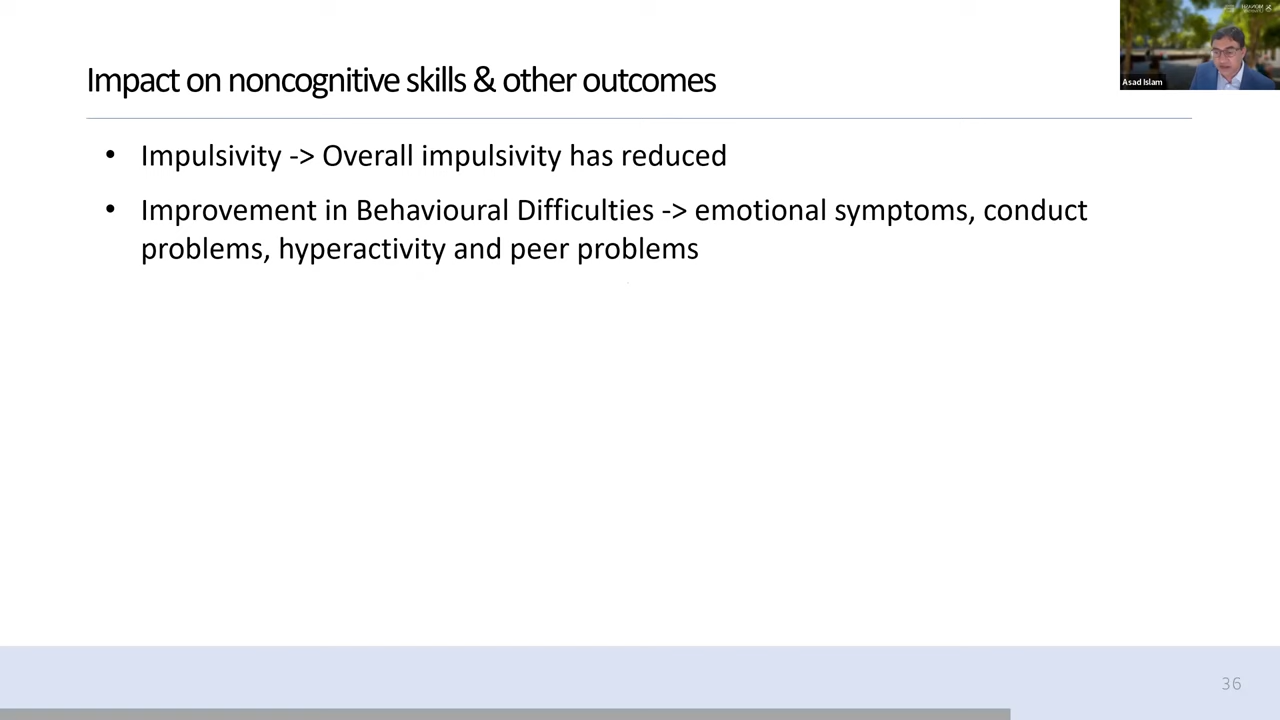 Impact on noncognitive skills & other outcomes
Asad Islam
• Impulsivity -> Overall impulsivity has reduced
• Improvement in Behavioural Difficulties -> emotional symptoms, conduct
problems, hyperactivity and peer problems
36